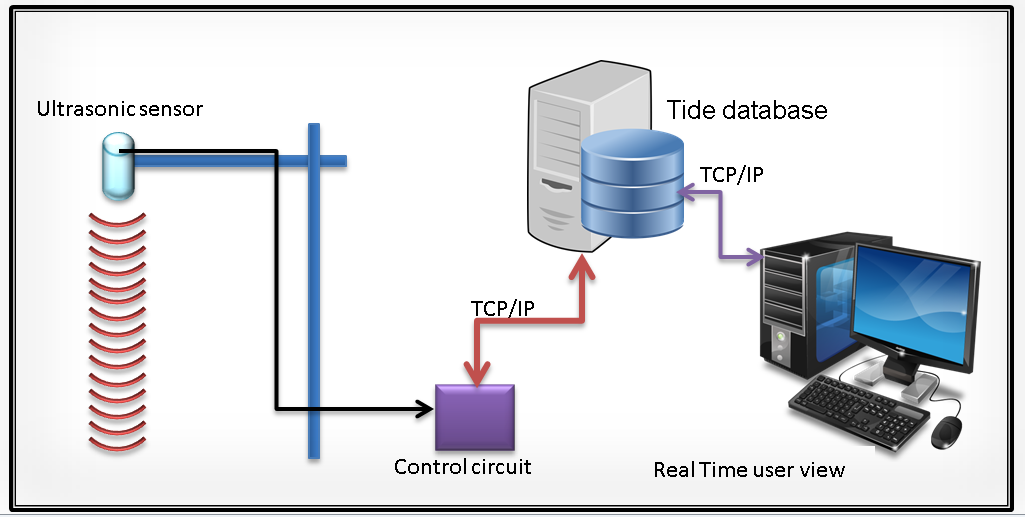 Ultrasonic sensor
Tide database
TCP/IP
TCP/IP
Control circuit
Real Time user view